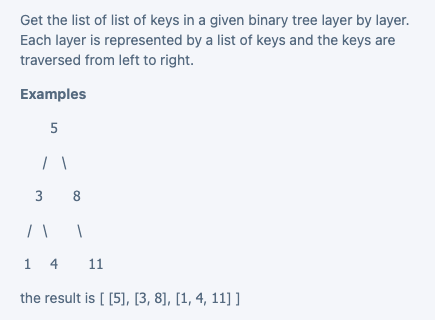 Get the list of list of keys in a given binary tree layer by layer.
Each layer is represented by a list of keys and the keys are
traversed from left to right.
Examples
5
/ \
3 8
/ \ \
1 4 11
the result is [ [5], [3, 8], [1, 4, 11] ]